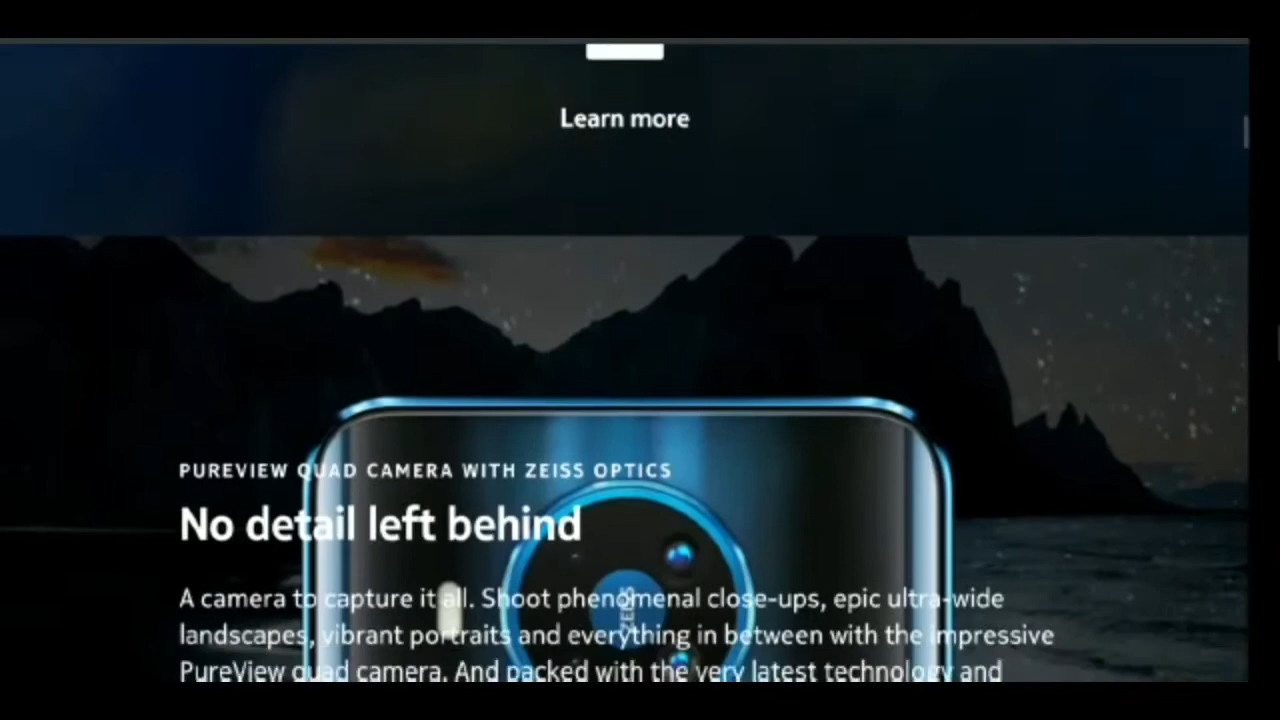 Learn more
PUREVIEW QUAD CAMERA WITH ZEISS OPTICS
No detail left behind
A camera to capture it all. Shoot phenomenal close-ups, epic ultra-wide
ZEISS
landscapes, vibrant portraits and everything in between with the impressive
PureView quad camera. And packed with the very latest technology and